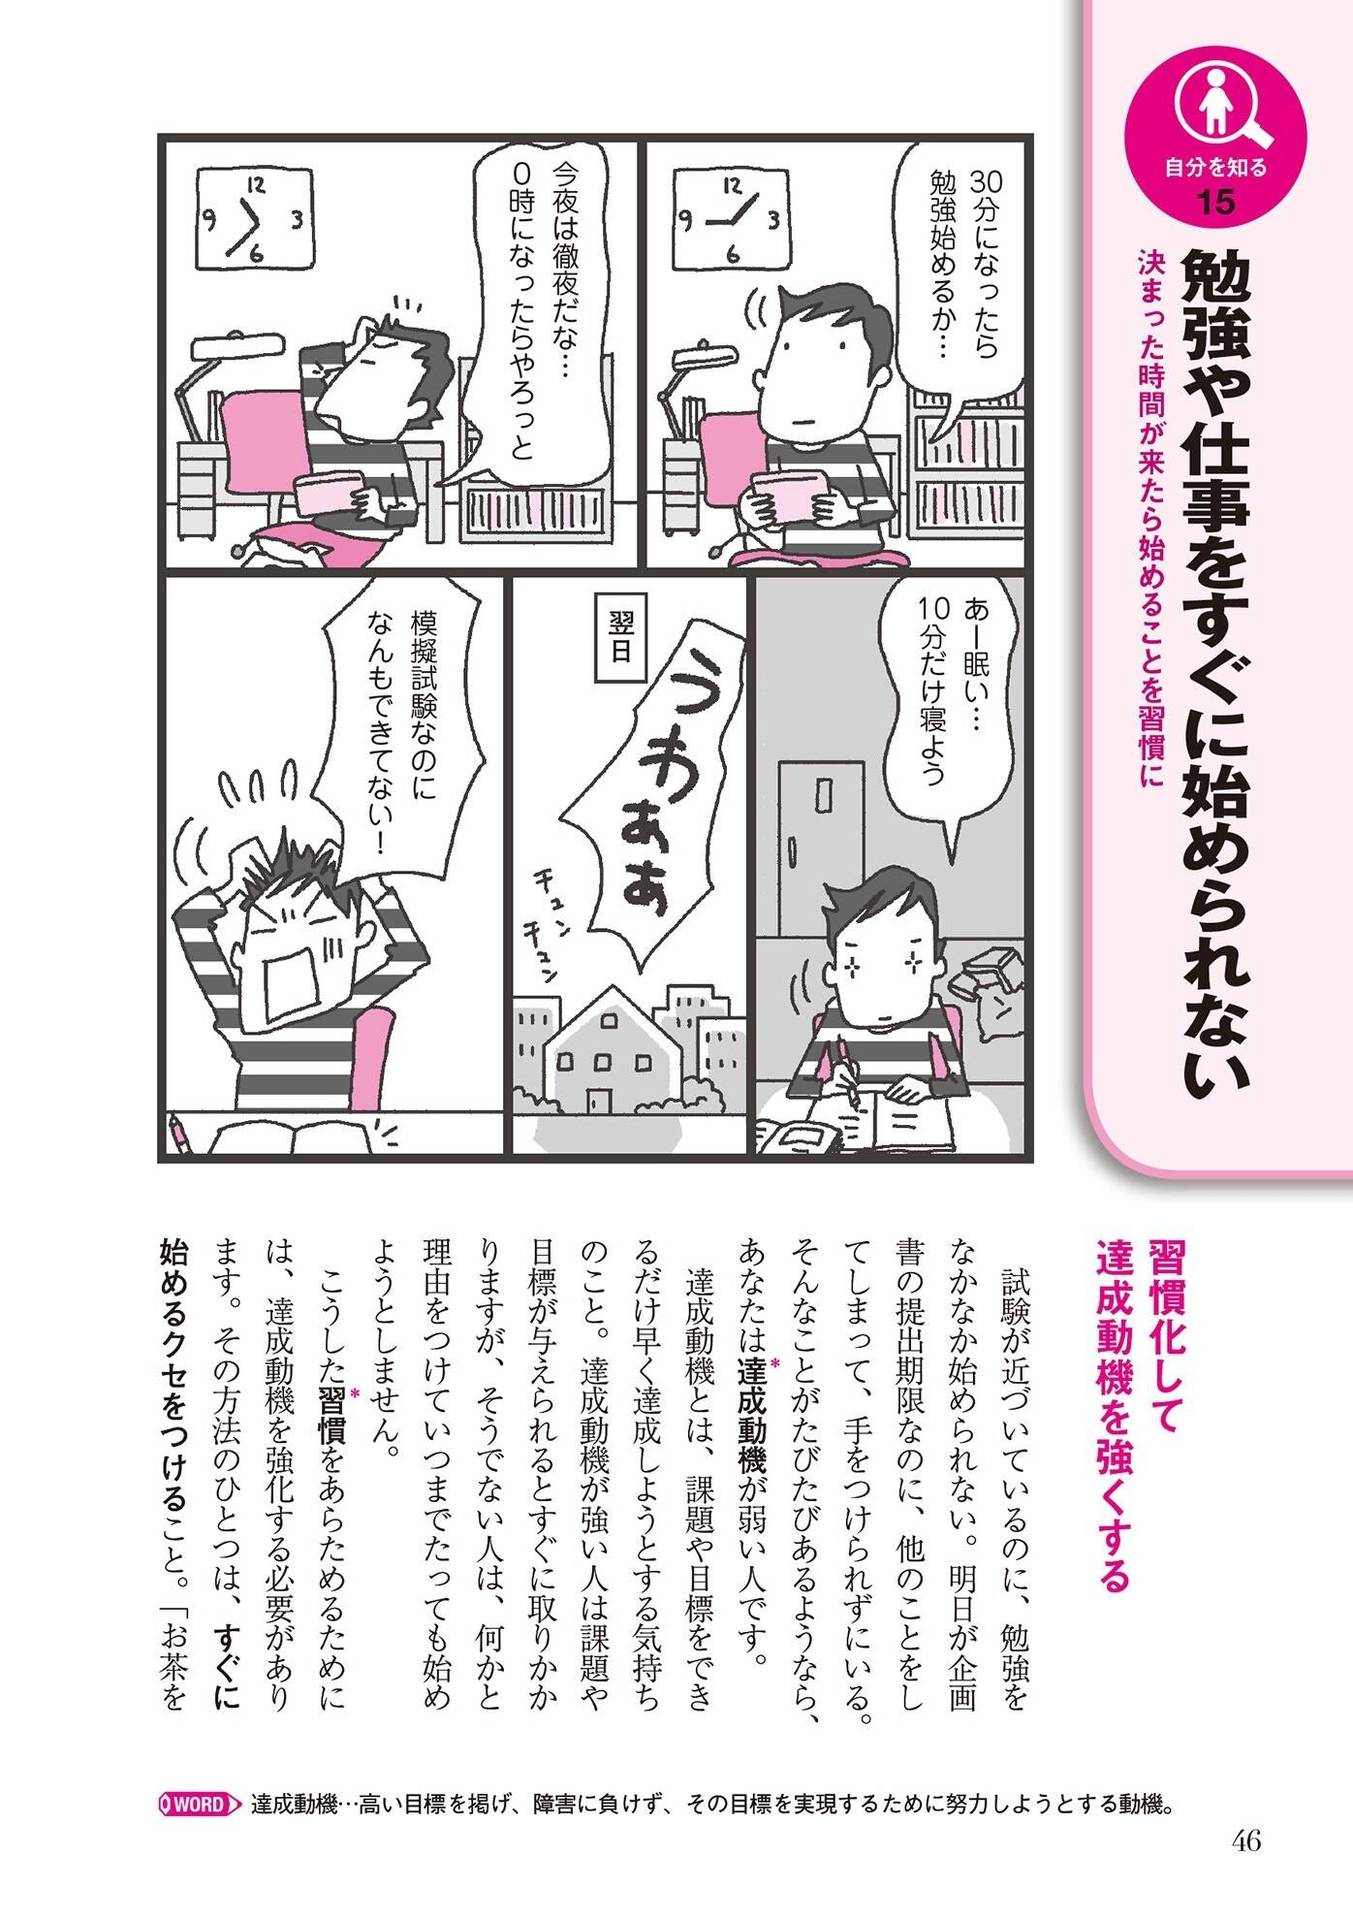 自分を知る
15
勉強や仕事をすぐに始められない
決まった時間が来たら始めることを習慣に
12
3
6
9
30分になったら
勉強始めるか…
12
3
6
9
今夜は徹夜だな…
0時になったらやろっと
あー眠い…
10分だけ寝よう
翌日
うわぁぁ
チュン
チュン
模擬試験なのに
なんもできてない！
習慣化して
達成動機を強くする
試験が近づいているのに、勉強を
なかなか始められない。明日が企画
書の提出期限なのに、他のことをし
てしまって、手をつけられずにいる。
そんなことがたびたびあるようなら、
あなたは達成動機*が弱い人です。
達成動機とは、課題や目標をでき
るだけ早く達成しようとする気持ち
のこと。達成動機が強い人は課題や
目標が与えられるとすぐに取りかか
りますが、そうでない人は、何かと
理由をつけていつまでたっても始め
ようとしません。
こうした習慣*をあらためるために
は、達成動機を強化する必要があり
ます。その方法のひとつは、すぐに
始めるクセをつけること。「お茶を
WORD 達成動機…高い目標を掲げ、障害に負けず、その目標を実現するために努力しようとする動機。
46